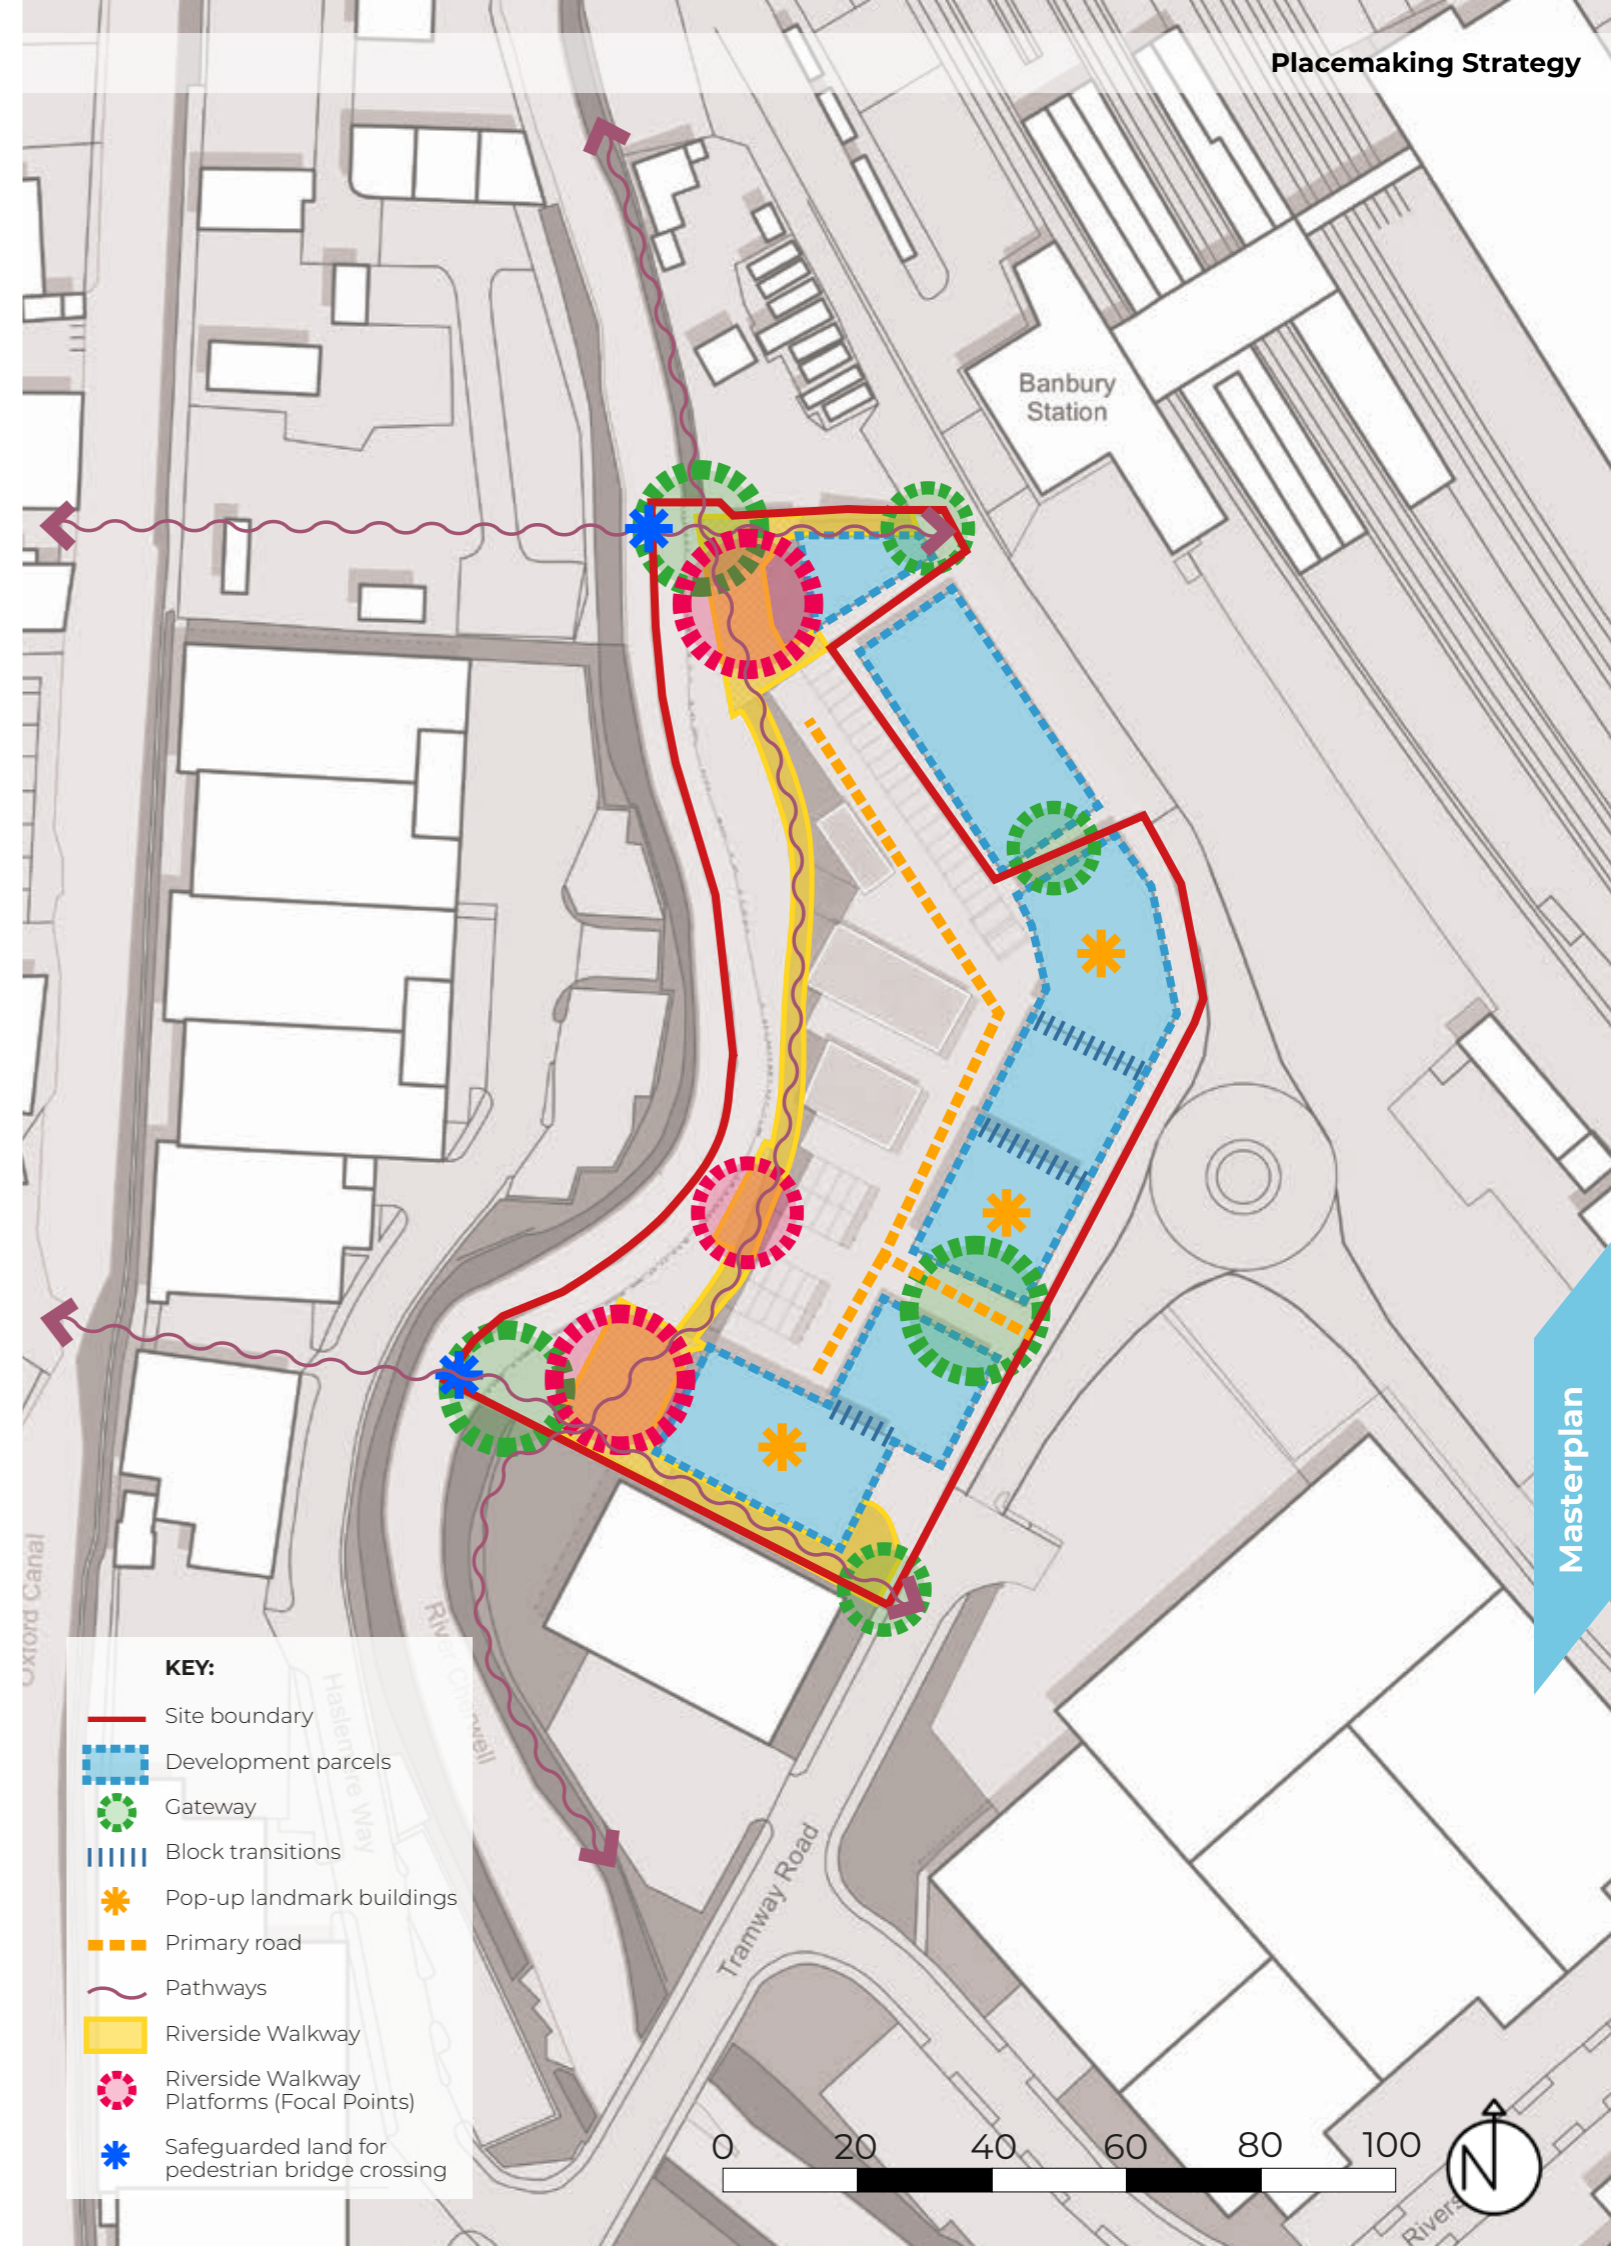 Placemaking Strategy
Banbury
Station
Masterplan
Oxford Canal
River Cherwell
Haslemere Way
Tramway Road
KEY:
Site boundary
Development parcels
Gateway
Block transitions
Pop-up landmark buildings
Primary road
Pathways
Riverside Walkway
Riverside Walkway
Platforms (Focal Points)
Safeguarded land for
pedestrian bridge crossing
0 20 40 60 80 100
N